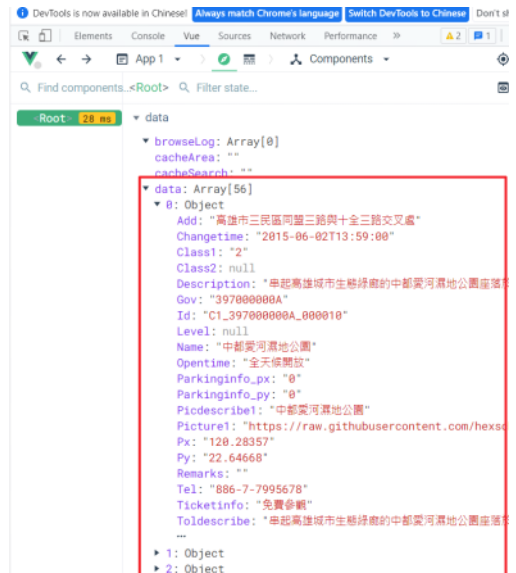 DevTools is now available in Chinese! Always match Chrome's language Switch DevTools to Chinese Don't
Elements Console Vue Sources Network Performance » 2 1
App 1 Components
Find components... <Root> Filter state...
<Root> 28 ms
data
browseLog: Array[0]
cacheArea: ""
cacheSearch: ""
data: Array[56]
0: Object
Add: "高雄市三民區同盟三路與十全三路交叉處"
Changetime: "2015-06-02T13:59:00"
Class1: "2"
Class2: null
Description: "串起高雄城市生態綠廊的中都愛河濕地公園座落
Gov: "397000000A"
Id: "C1_397000000A_000010"
Level: null
Name: "中都愛河濕地公園"
Opentime: "全天候開放"
Parkinginfo_px: "0"
Parkinginfo_py: "0"
Picdescribe1: "中都愛河濕地公園"
Picture1: "https://raw.githubusercontent.com/hexsc
Px: "120.28357"
Py: "22.64668"
Remarks: ""
Tel: "886-7-7995678"
Ticketinfo: "免費參觀"
Toldescribe: "串起高雄城市生態綠廊的中都愛河濕地公園座落
…
1: Object
2: Object